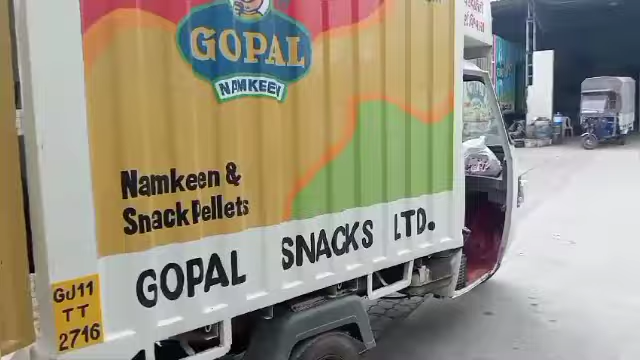 GOPAL
NAMKEEN
Namkeen &
Snack Pellets
GOPAL SNACKS LTD.
GJ11
TT
2716